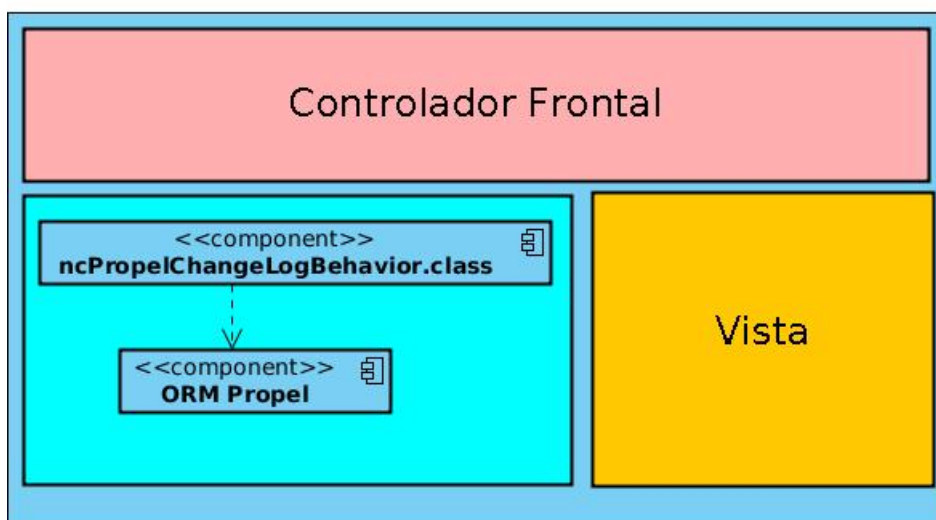 Controlador Frontal
<<component>>
ncPropelChangeLogBehavior.class
<<component>>
ORM Propel
Vista